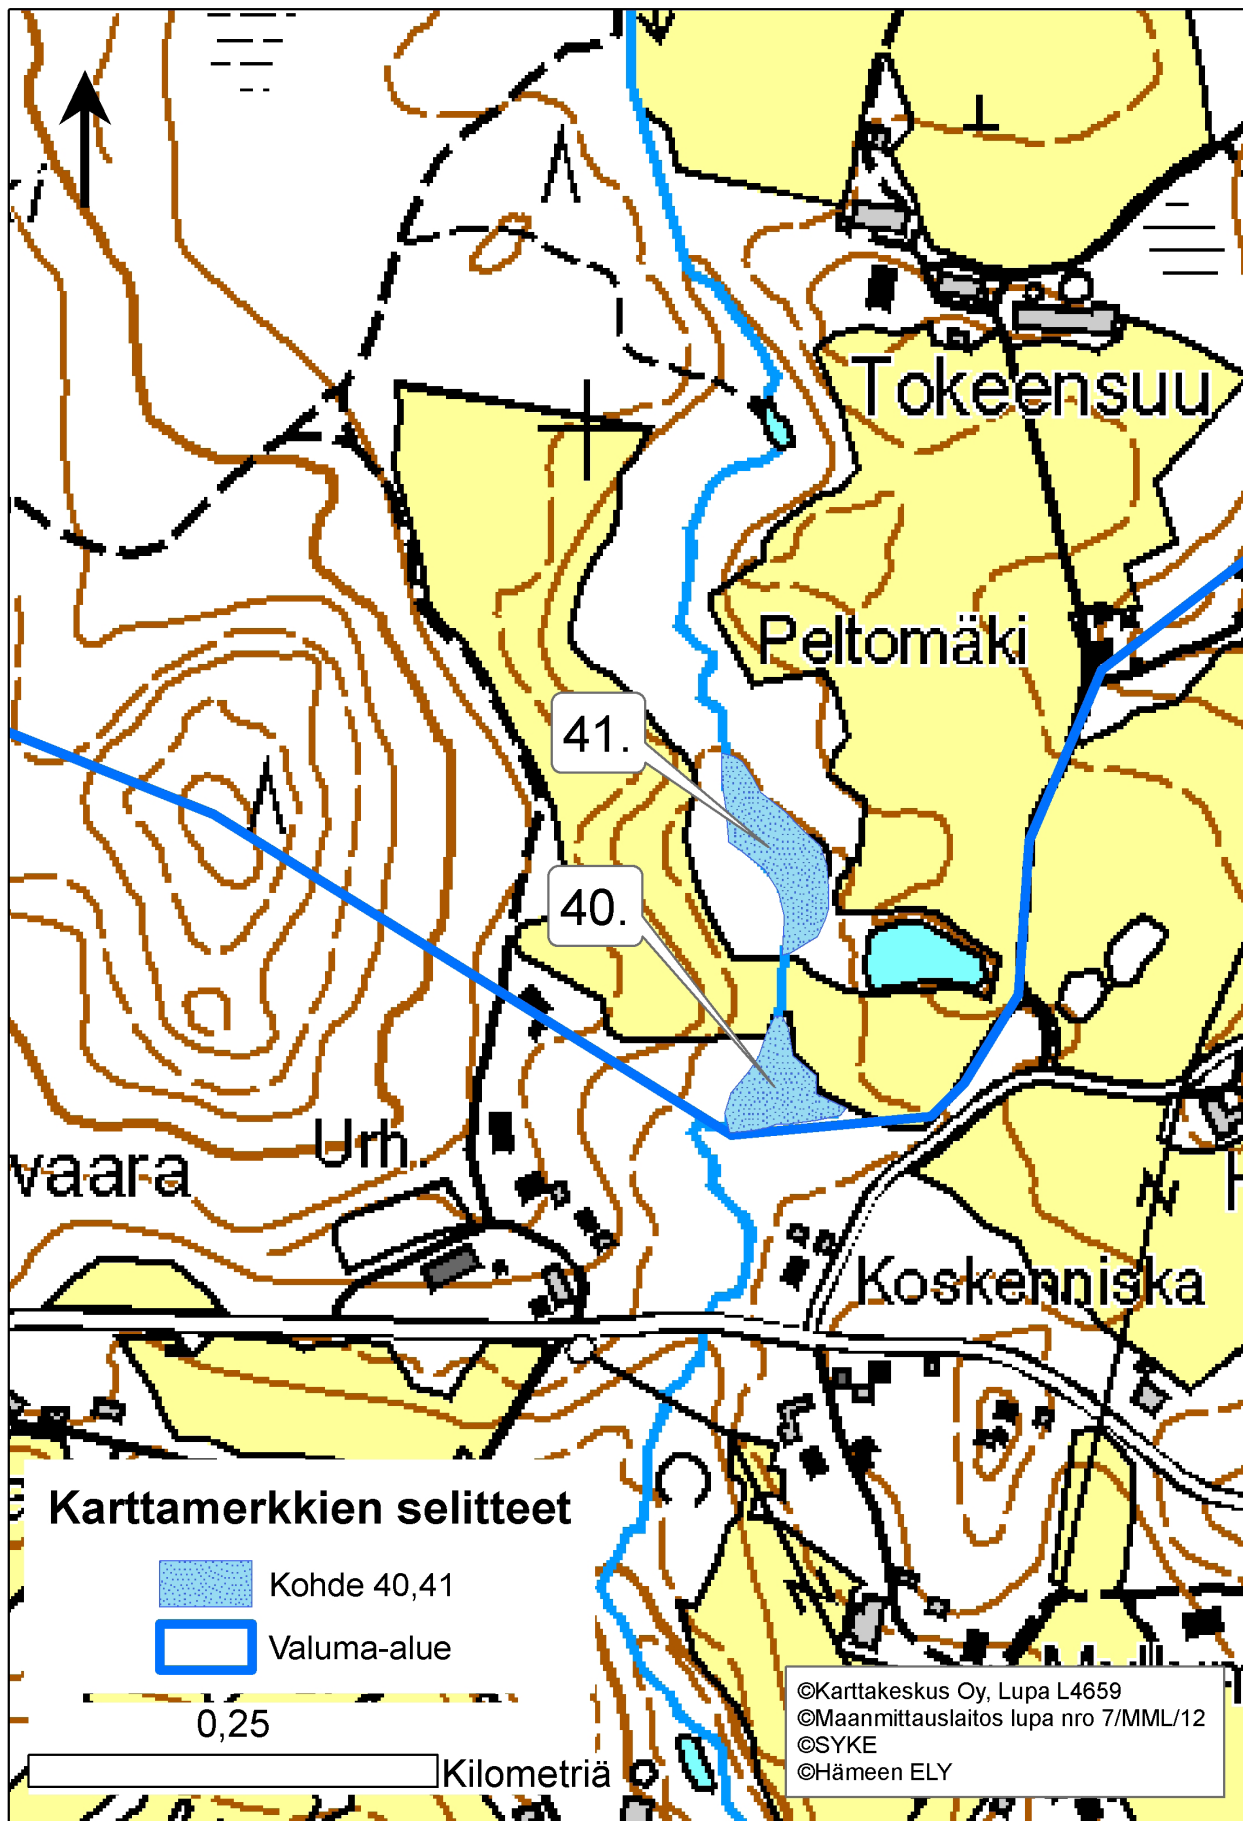 Tokeensuu
Peltomäki
41.
40.
Urh.
vaara
Koskenniska
Karttamerkkien selitteet
Kohde 40,41
Valuma-alue
0,25
Kilometriä
©Karttakeskus Oy, Lupa L4659
©Maanmittauslaitos lupa nro 7/MML/12
©SYKE
©Hämeen ELY